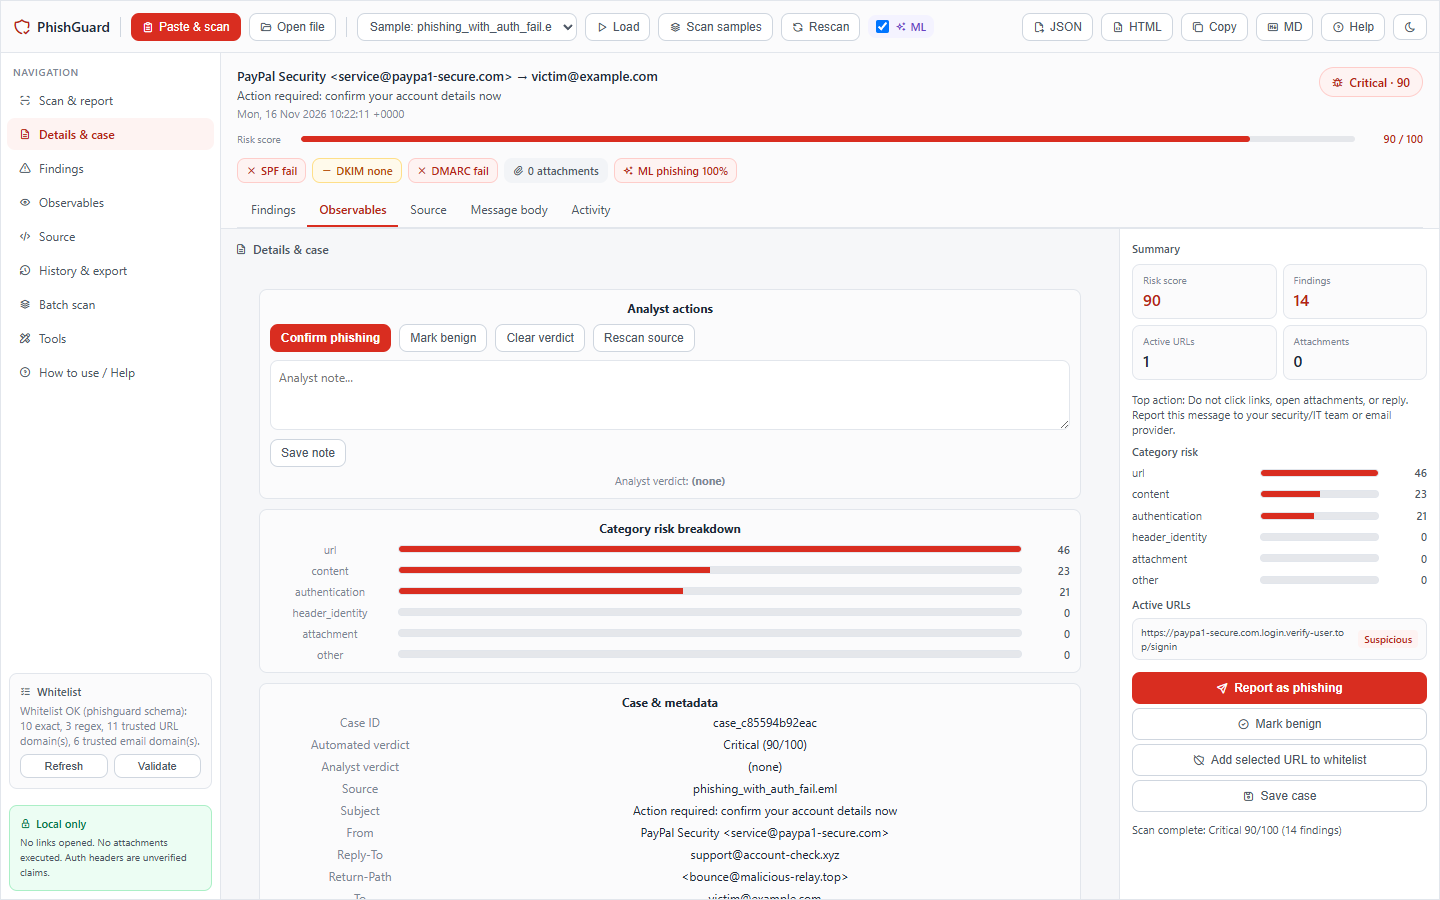 PhishGuard
Paste & scan
Open file
Sample: phishing_with_auth_fail.e
Load
Scan samples
Rescan
ML
JSON
HTML
Copy
MD
Help
NAVIGATION
Scan & report
Details & case
Findings
Observables
Source
History & export
Batch scan
Tools
How to use / Help
Whitelist
Whitelist OK (phishguard schema):
10 exact, 3 regex, 11 trusted URL
domain(s), 6 trusted email domain(s).
Refresh
Validate
Local only
No links opened. No attachments
executed. Auth headers are unverified
claims.
PayPal Security <service@paypa1-secure.com> → victim@example.com
Action required: confirm your account details now
Mon, 16 Nov 2026 10:22:11 +0000
Critical · 90
Risk score
90 / 100
SPF fail
DKIM none
DMARC fail
0 attachments
ML phishing 100%
Findings
Observables
Source
Message body
Activity
Details & case
Analyst actions
Confirm phishing
Mark benign
Clear verdict
Rescan source
Analyst note...
Save note
Analyst verdict: (none)
Category risk breakdown
url 46
content 23
authentication 21
header_identity 0
attachment 0
other 0
Case & metadata
Case ID case_c85594b92eac
Automated verdict Critical (90/100)
Analyst verdict (none)
Source phishing_with_auth_fail.eml
Subject Action required: confirm your account details now
From PayPal Security <service@paypa1-secure.com>
Reply-To support@account-check.xyz
Return-Path <bounce@malicious-relay.top>
To victim@example.com
Summary
Risk score
90
Findings
14
Active URLs
1
Attachments
0
Top action: Do not click links, open attachments, or reply.
Report this message to your security/IT team or email
provider.
Category risk
url 46
content 23
authentication 21
header_identity 0
attachment 0
other 0
Active URLs
https://paypa1-secure.com.login.verify-user.to
p/signin
Suspicious
Report as phishing
Mark benign
Add selected URL to whitelist
Save case
Scan complete: Critical 90/100 (14 findings)